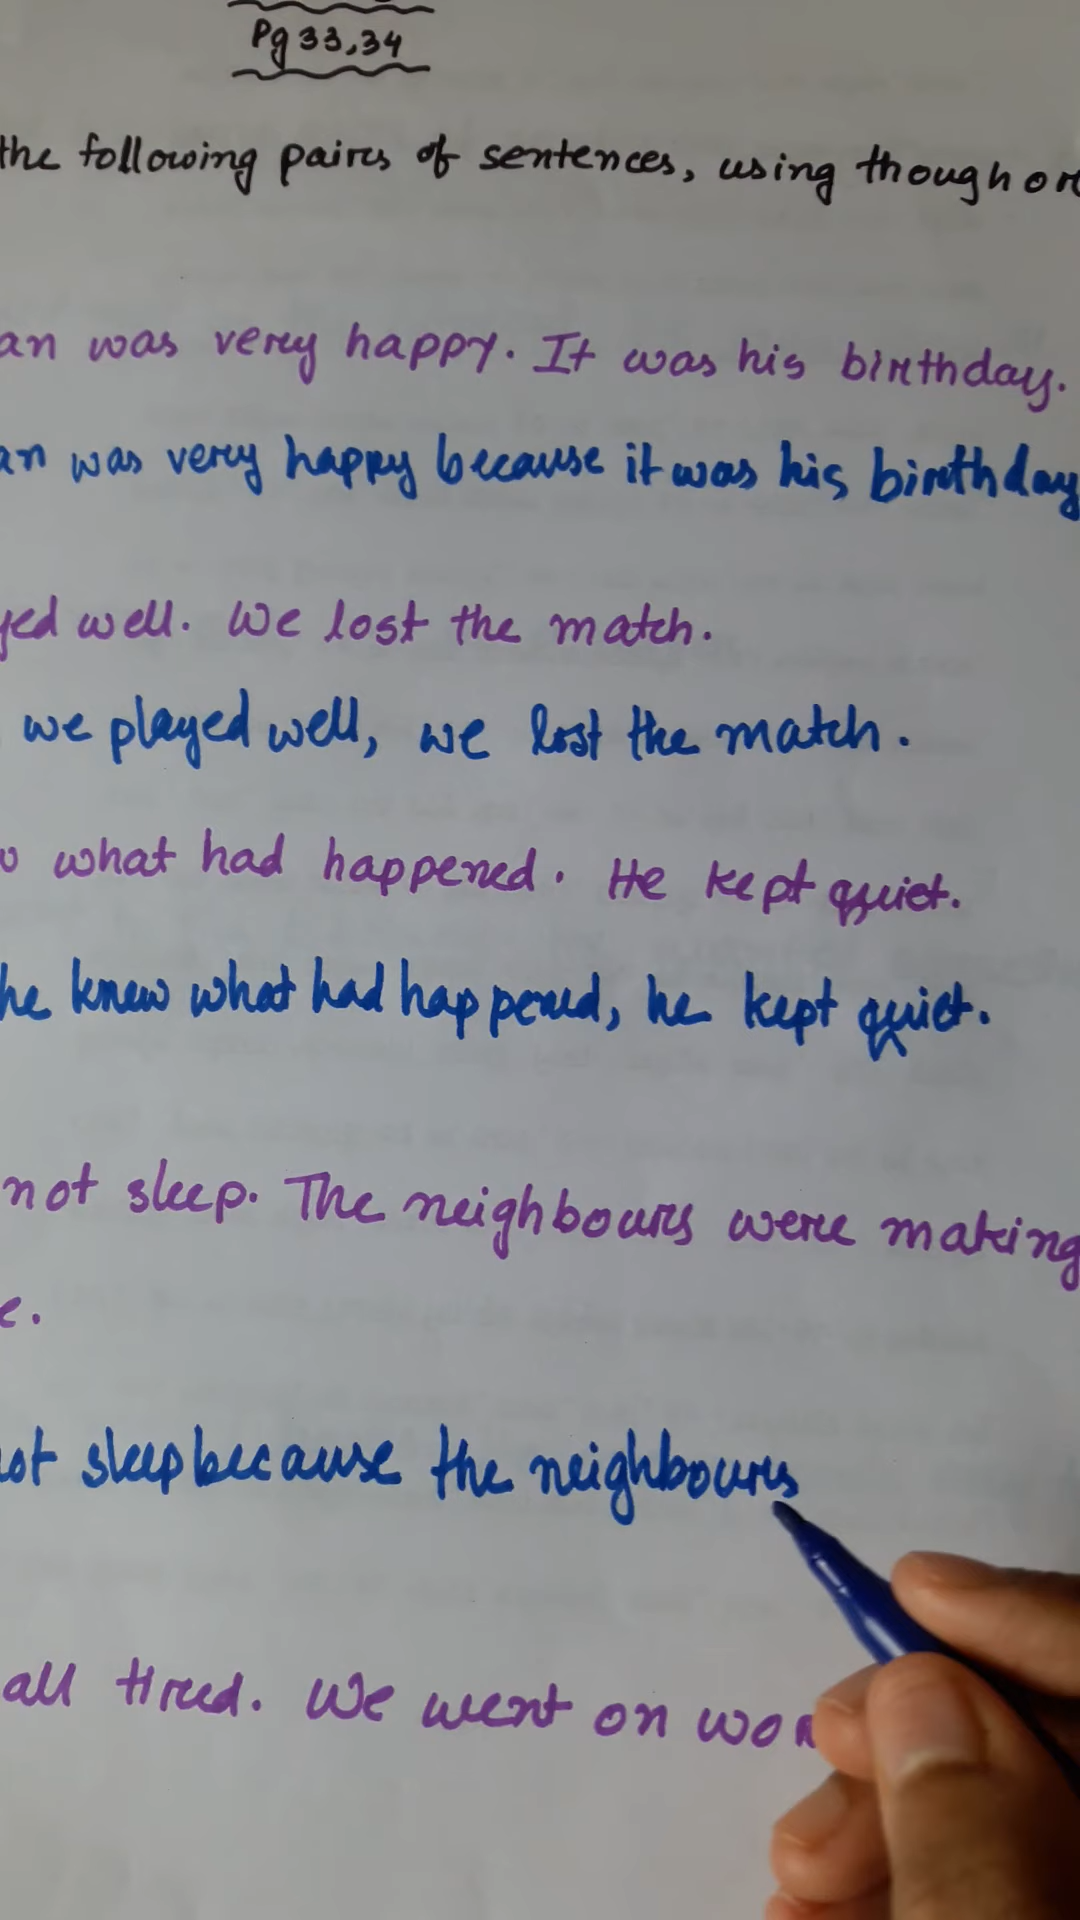 Pg 33,34
the following pairs of sentences, using though or
an was very happy. It was his birthday.
an was very happy because it was his birthday
yed well. We lost the match.
we played well, we lost the match.
what had happened. He kept quiet.
he knew what had happened, he kept quiet.
not sleep. The neighbours were making
e.
ot sleep because the neighbours
all tired. We went on wor